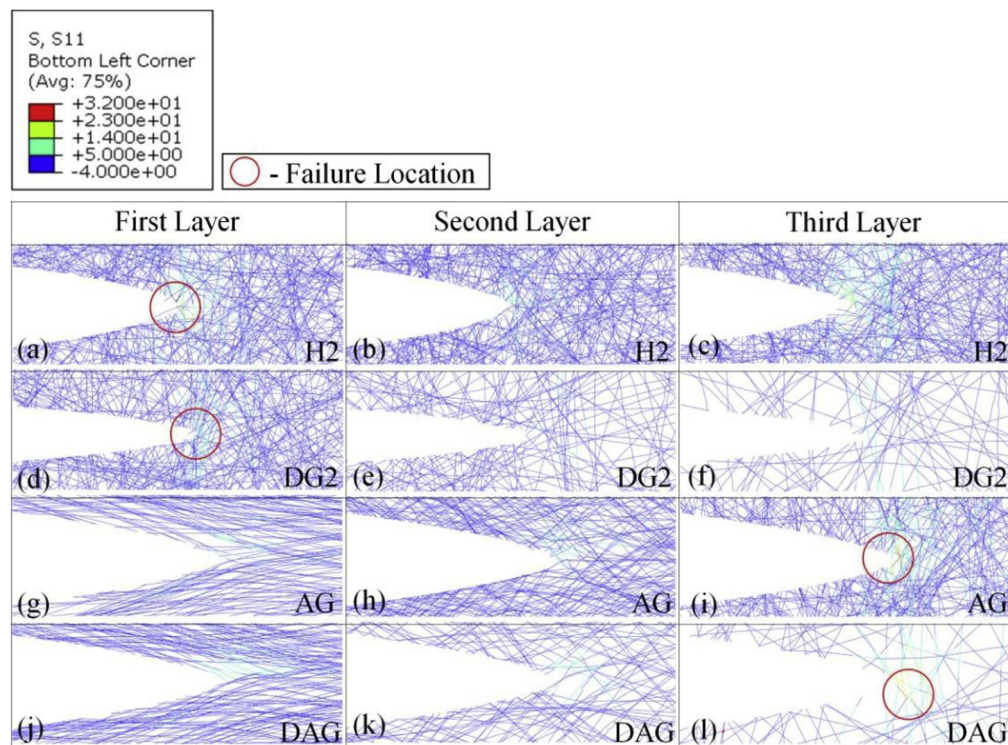 S, S11
Bottom Left Corner
(Avg: 75%)
+3.200e+01
+2.300e+01
+1.400e+01
+5.000e+00
-4.000e+00
- Failure Location
First Layer Second Layer Third Layer
(a) H2 (b) H2 (c) H2
(d) DG2 (e) DG2 (f) DG2
(g) AG (h) AG (i) AG
(j) DAG (k) DAG (l) DAG